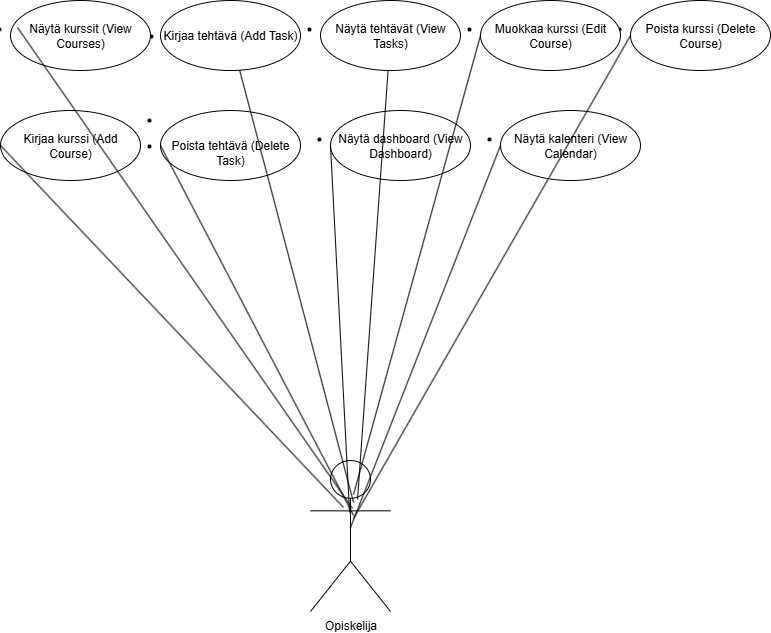 • Näytä kurssit (View
Courses)
• Kirjaa tehtävä (Add Task)
• Näytä tehtävät (View
Tasks)
• Muokkaa kurssi (Edit
Course)
• Poista kurssi (Delete
Course)
• Kirjaa kurssi (Add
Course)
• Poista tehtävä (Delete
Task)
• Näytä dashboard (View
Dashboard)
• Näytä kalenteri (View
Calendar)
Opiskelija